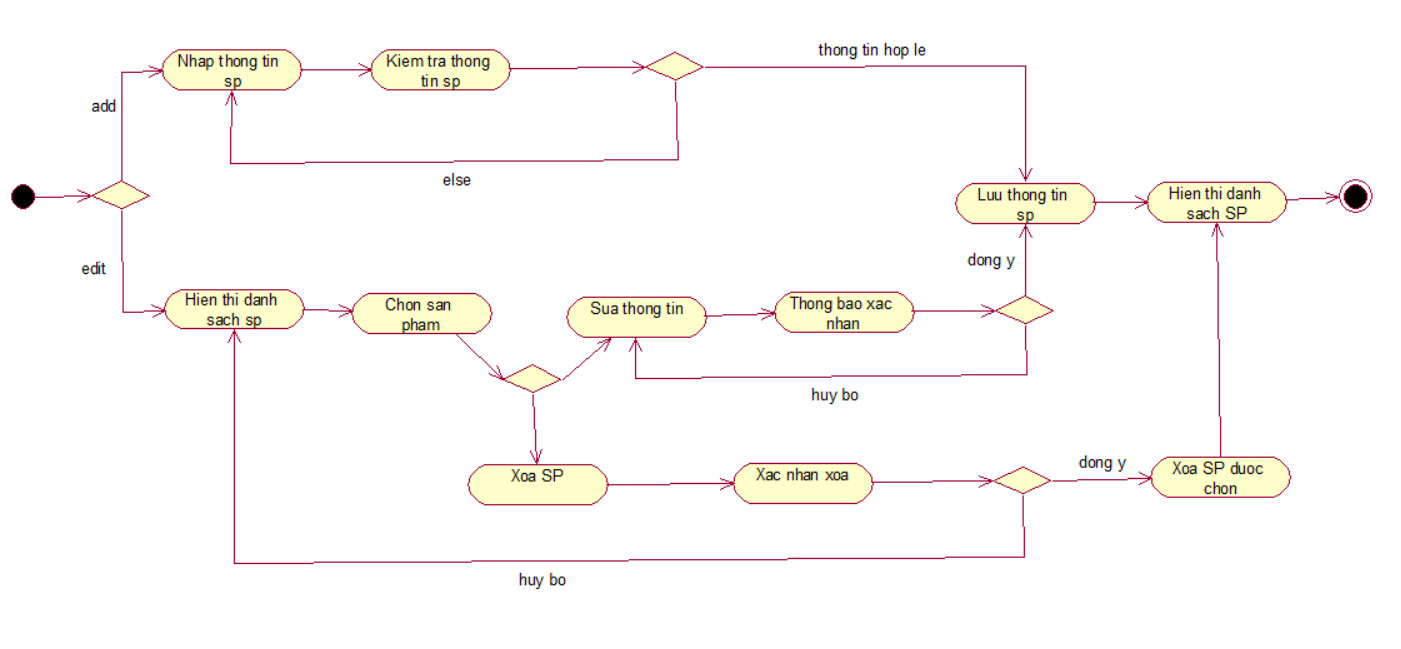 thong tin hop le
Nhap thong tin
sp
Kiem tra thong
tin sp
add
else
Luu thong tin
sp
Hien thi danh
sach SP
edit
dong y
Hien thi danh
sach sp
Chon san
pham
Sua thong tin
Thong bao xac
nhan
huy bo
Xoa SP
Xac nhan xoa
dong y
Xoa SP duoc
chon
huy bo